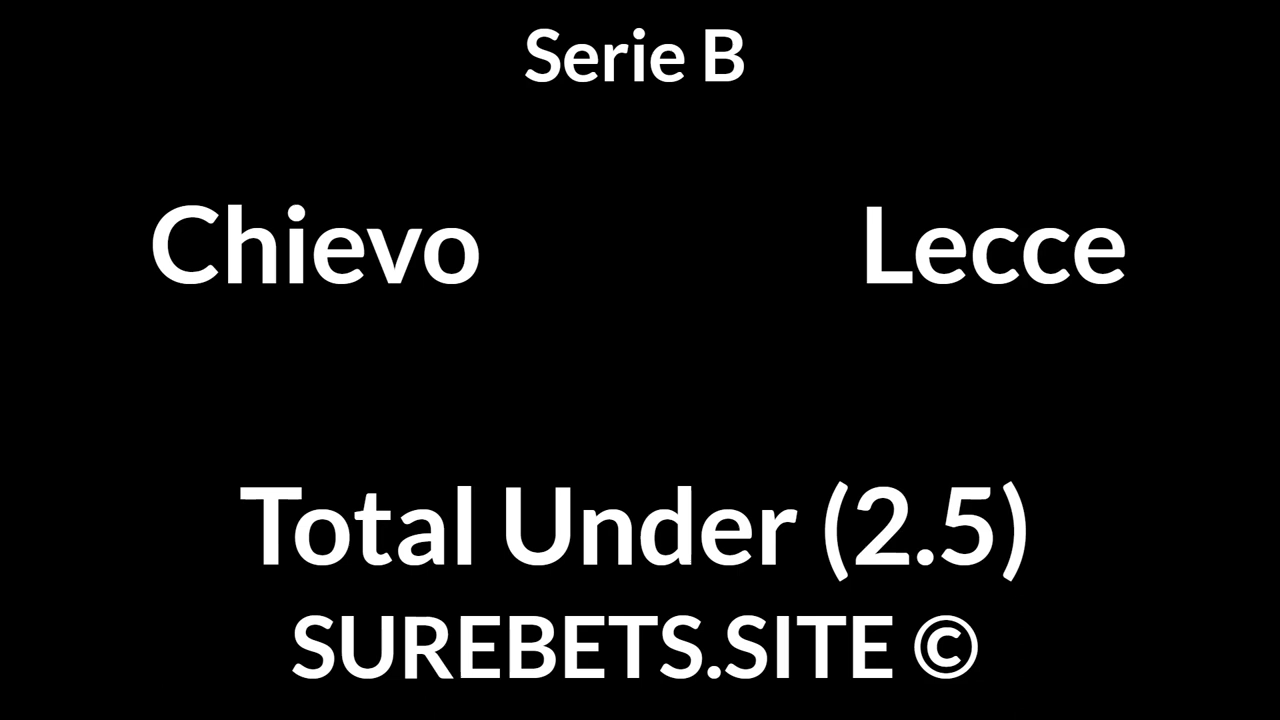 Serie B
Chievo Lecce
Total Under (2.5)
SUREBETS.SITE ©